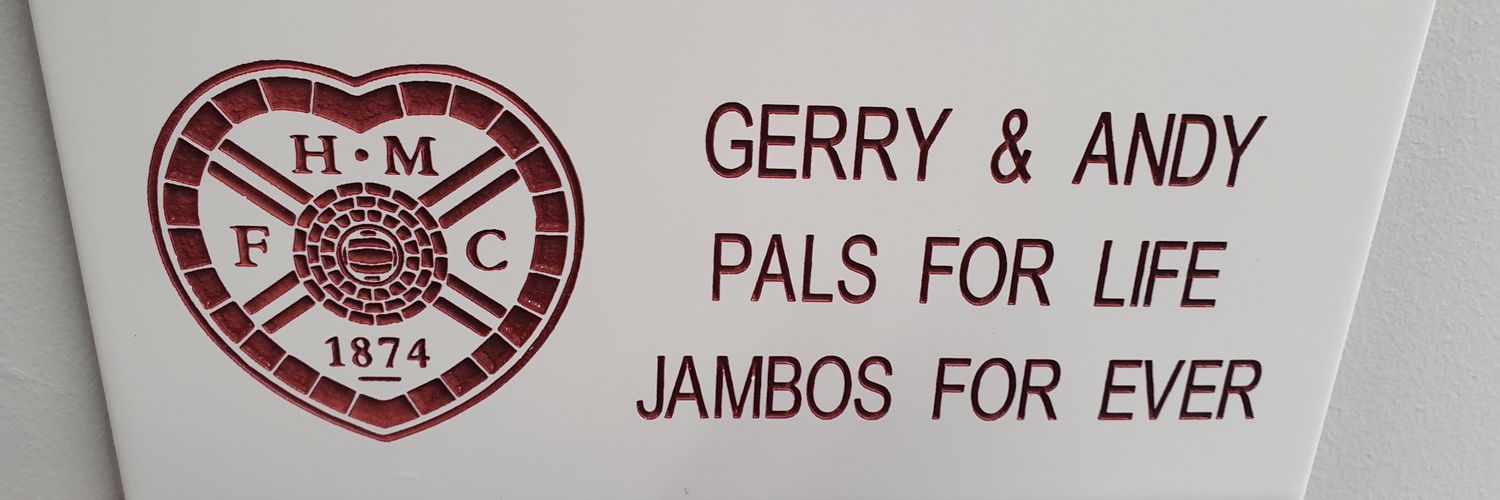 H • M
F C
1874
GERRY & ANDY
PALS FOR LIFE
JAMBOS FOR EVER